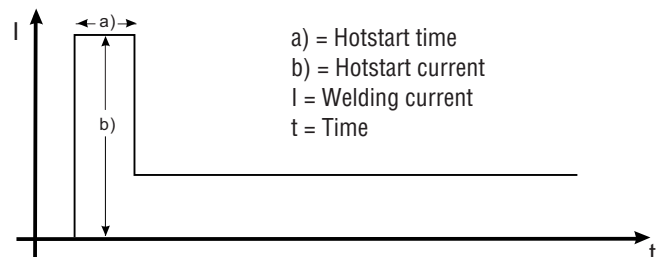 I
a)
b)
a) = Hotstart time
b) = Hotstart current
I = Welding current
t = Time
t